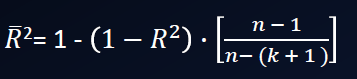 R̅²= 1 - (1 − R²) · [n − 1 / n− (k + 1)]